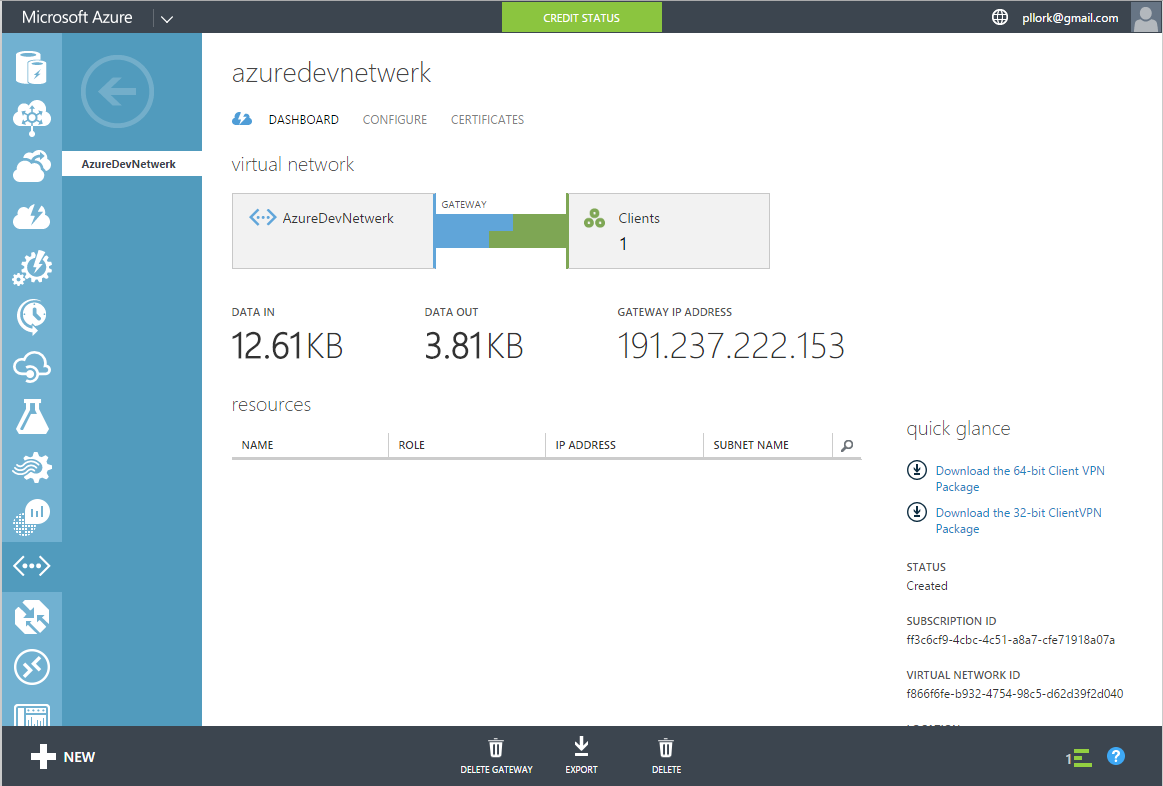 Microsoft Azure
CREDIT STATUS
pllork@gmail.com
AzureDevNetwerk
azuredevnetwerk
DASHBOARD CONFIGURE CERTIFICATES
virtual network
AzureDevNetwerk
GATEWAY
Clients
1
DATA IN DATA OUT GATEWAY IP ADDRESS
12.61KB 3.81KB 191.237.222.153
resources
NAME ROLE IP ADDRESS SUBNET NAME
quick glance
Download the 64-bit Client VPN
Package
Download the 32-bit ClientVPN
Package
STATUS
Created
SUBSCRIPTION ID
ff3c6cf9-4cbc-4c51-a8a7-cfe71918a07a
VIRTUAL NETWORK ID
f866f6fe-b932-4754-98c5-d62d39f2d040
NEW
DELETE GATEWAY EXPORT DELETE
1
?